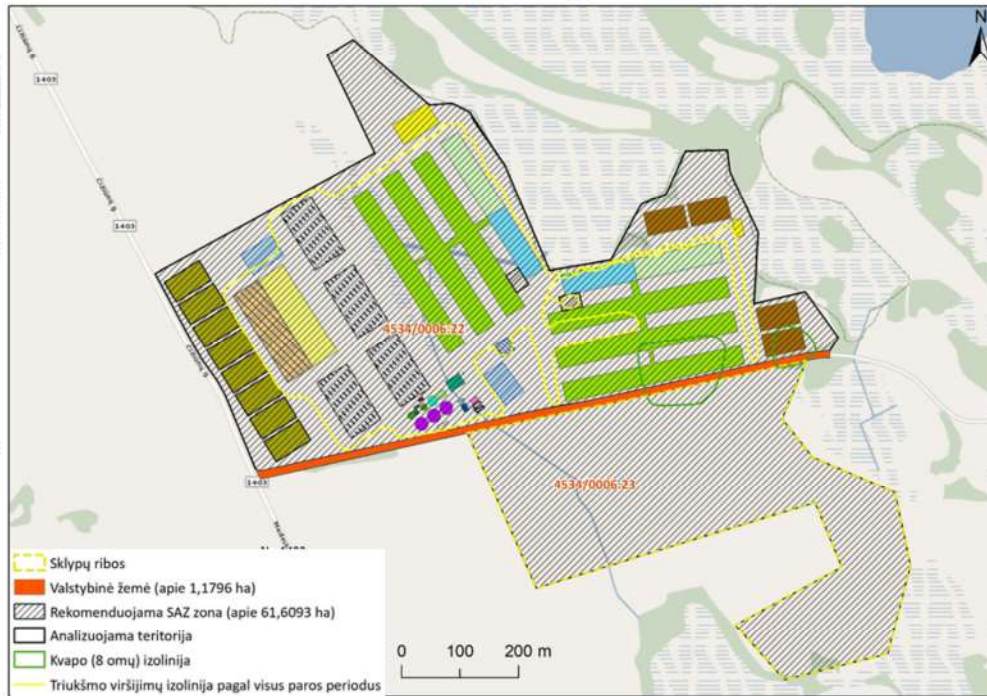 N
1403
1403
4534/0006:22
1403
4534/0006:23
Sklypų ribos
Valstybinė žemė (apie 1,1796 ha)
Rekomenduojama SAZ zona (apie 61,6093 ha)
Analizuojama teritorija
Kvapo (8 omų) izolinija
Triukšmo viršijimų izolinija pagal visus paros periodus
0 100 200 m